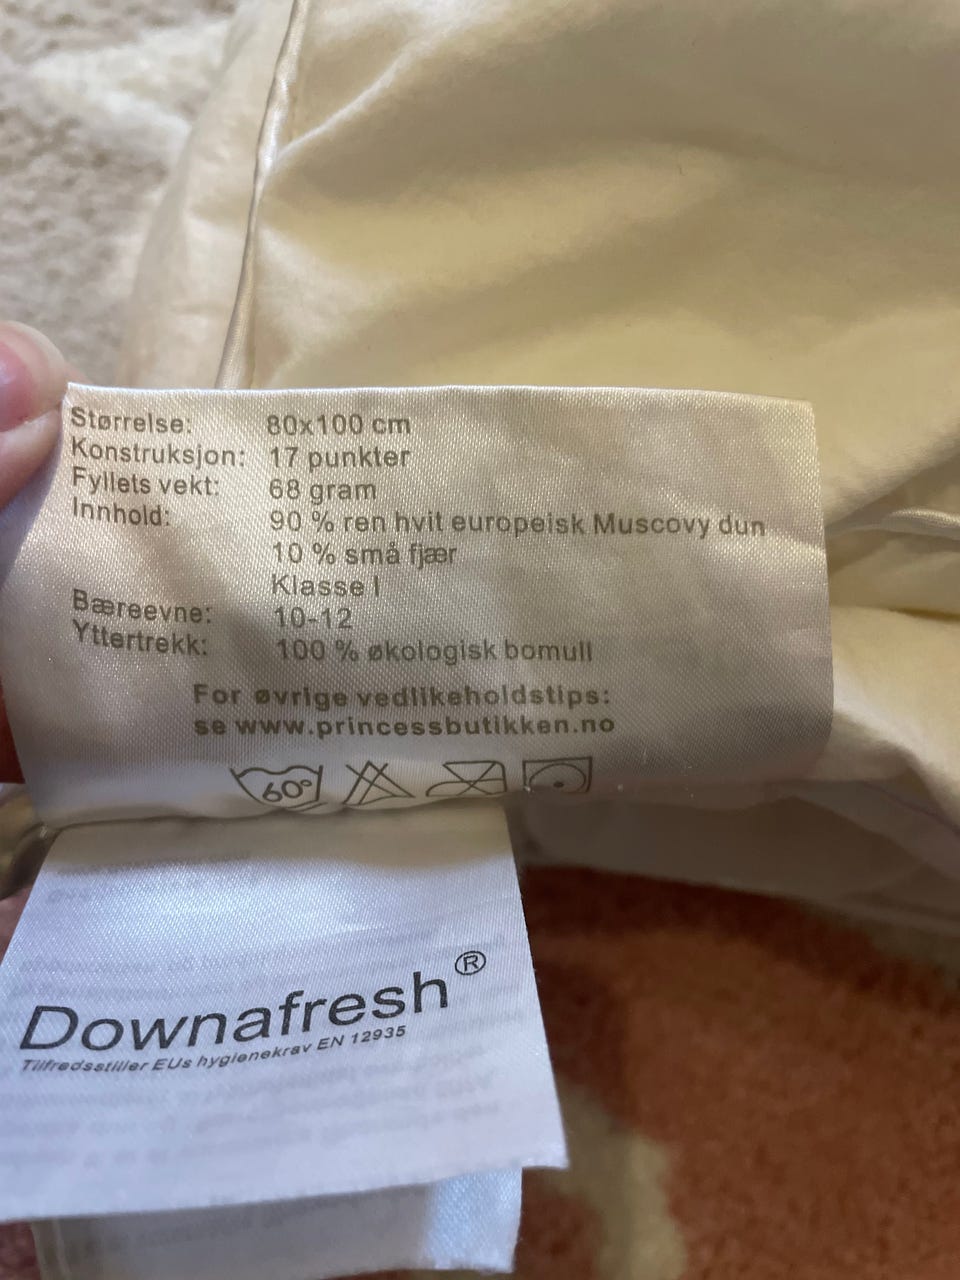 Størrelse: 80x100 cm
Konstruksjon: 17 punkter
Fyllets vekt: 68 gram
Innhold: 90 % ren hvit europeisk Muscovy dun
10 % små fjær
Klasse I
Bæreevne: 10-12
Yttertrekk: 100 % økologisk bomull
For øvrige vedlikeholdstips:
se www.princessbutikken.no
60°
Downafresh®
Tilfredsstiller EUs hygienekrav EN 12935